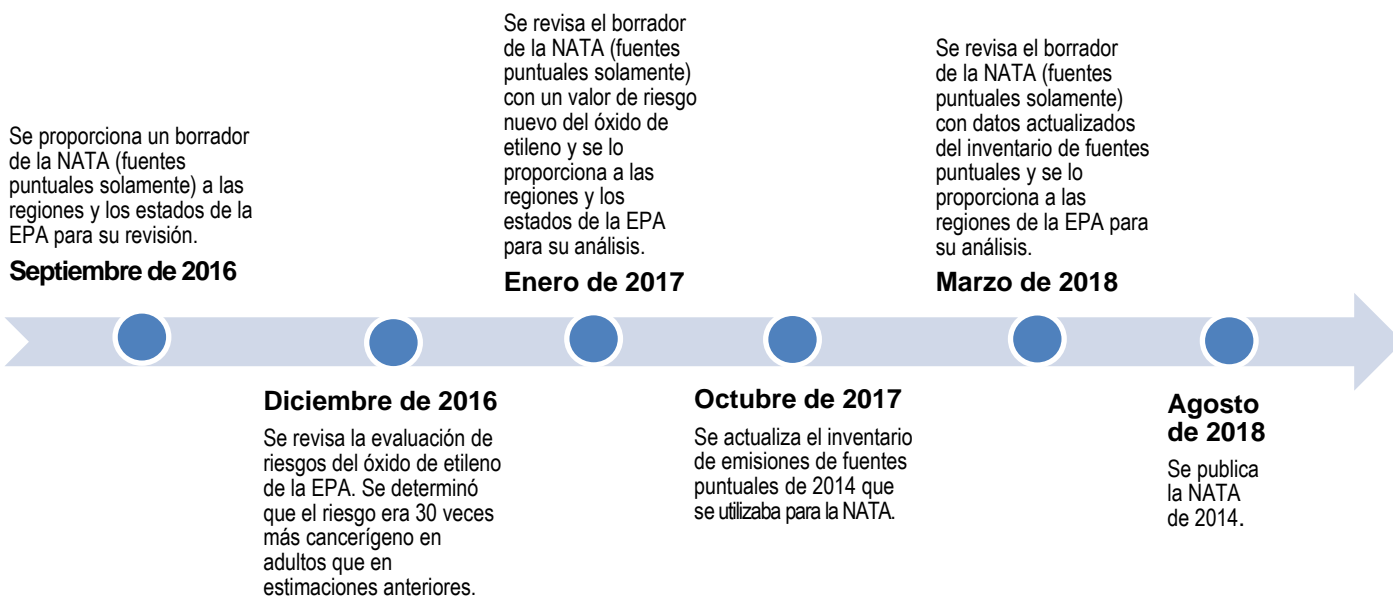 Se proporciona un borrador
de la NATA (fuentes
puntuales solamente) a las
regiones y los estados de la
EPA para su revisión.
Septiembre de 2016
Diciembre de 2016
Se revisa la evaluación de
riesgos del óxido de etileno
de la EPA. Se determinó
que el riesgo era 30 veces
más cancerígeno en
adultos que en
estimaciones anteriores.
Se revisa el borrador
de la NATA (fuentes
puntuales solamente)
con un valor de riesgo
nuevo del óxido de
etileno y se lo
proporciona a las
regiones y los
estados de la EPA
para su análisis.
Enero de 2017
Octubre de 2017
Se actualiza el inventario
de emisiones de fuentes
puntuales de 2014 que
se utilizaba para la NATA.
Se revisa el borrador
de la NATA (fuentes
puntuales solamente)
con datos actualizados
del inventario de fuentes
puntuales y se lo
proporciona a las
regiones de la EPA para
su análisis.
Marzo de 2018
Agosto
de 2018
Se publica
la NATA
de 2014.